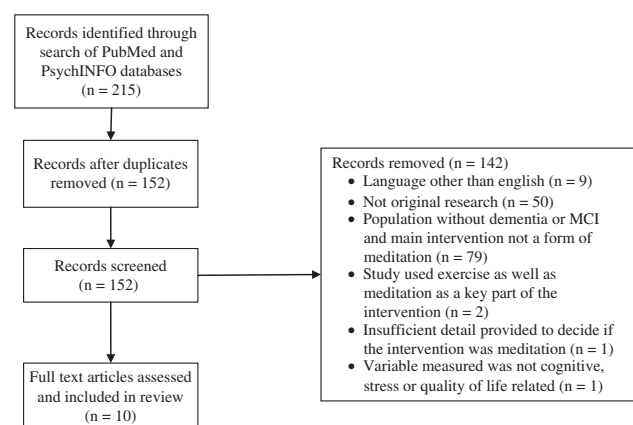 Records identified through
search of PubMed and
PsychINFO databases
(n = 215)
Records after duplicates
removed (n = 152)
Records screened
(n = 152)
Full text articles assessed
and included in review
(n = 10)
Records removed (n = 142)
• Language other than english (n = 9)
• Not original research (n = 50)
• Population without dementia or MCI
and main intervention not a form of
meditation (n = 79)
• Study used exercise as well as
meditation as a key part of the
intervention (n = 2)
• Insufficient detail provided to decide if
the intervention was meditation (n = 1)
• Variable measured was not cognitive,
stress or quality of life related (n = 1)